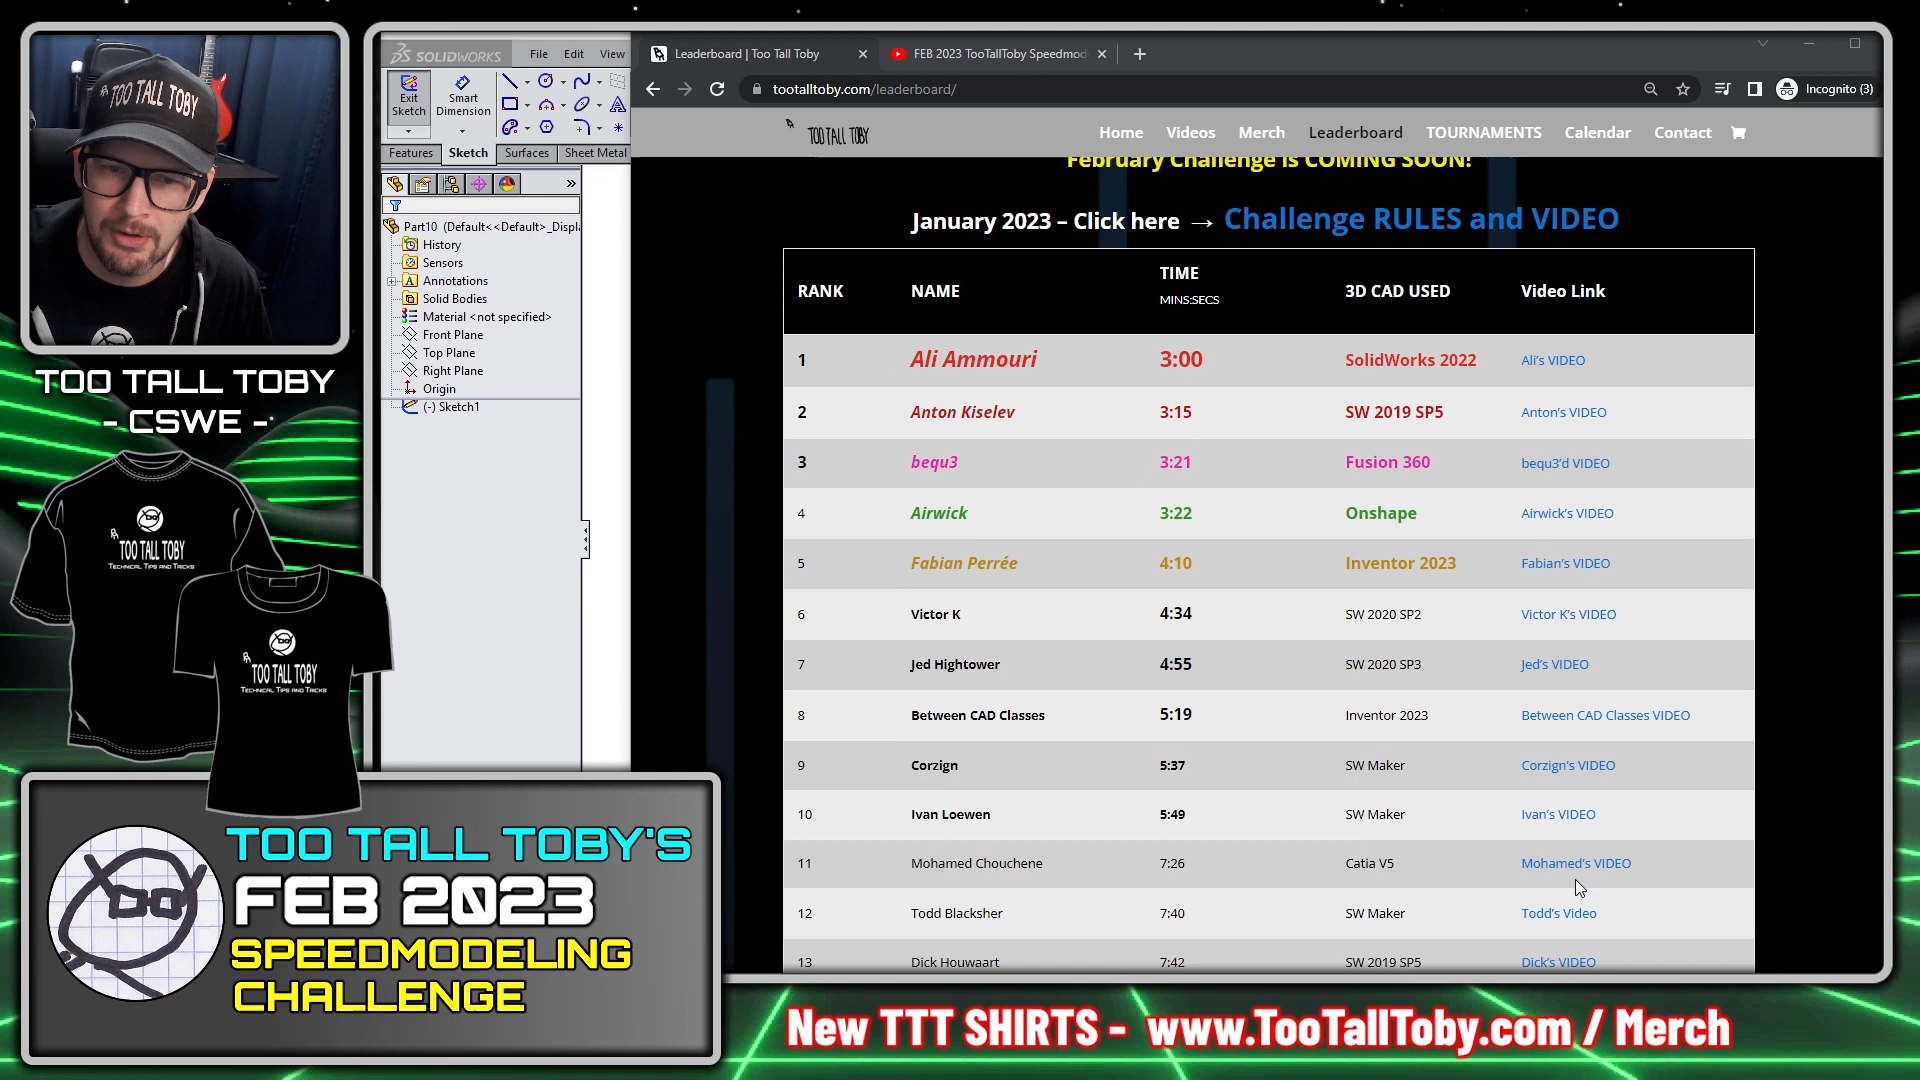 TOO TALL TOBY
TOO TALL TOBY
- CSWE -
TOO TALL TOBY
TECHNICAL TIPS AND TRICKS
TOO TALL TOBY
TECHNICAL TIPS AND TRICKS
TOO TALL TOBY'S
FEB 2023
SPEEDMODELING
CHALLENGE
SOLIDWORKS
File Edit View
Exit Sketch
Smart Dimension
Features Sketch Surfaces Sheet Metal
Part10 (Default<<Default>_Displ
History
Sensors
Annotations
Solid Bodies
Material <not specified>
Front Plane
Top Plane
Right Plane
Origin
(-) Sketch1
Leaderboard | Too Tall Toby
FEB 2023 TooTallToby Speedmod
tootalltoby.com/leaderboard/
Incognito (3)
TOO TALL TOBY
Home Videos Merch Leaderboard TOURNAMENTS Calendar Contact
February Challenge is COMING SOON!
January 2023 – Click here → Challenge RULES and VIDEO
RANK NAME TIME MINS:SECS 3D CAD USED Video Link
1 Ali Ammouri 3:00 SolidWorks 2022 Ali's VIDEO
2 Anton Kiselev 3:15 SW 2019 SP5 Anton's VIDEO
3 bequ3 3:21 Fusion 360 bequ3'd VIDEO
4 Airwick 3:22 Onshape Airwick's VIDEO
5 Fabian Perrée 4:10 Inventor 2023 Fabian's VIDEO
6 Victor K 4:34 SW 2020 SP2 Victor K's VIDEO
7 Jed Hightower 4:55 SW 2020 SP3 Jed's VIDEO
8 Between CAD Classes 5:19 Inventor 2023 Between CAD Classes VIDEO
9 Corzign 5:37 SW Maker Corzign's VIDEO
10 Ivan Loewen 5:49 SW Maker Ivan's VIDEO
11 Mohamed Chouchene 7:26 Catia V5 Mohamed's VIDEO
12 Todd Blacksher 7:40 SW Maker Todd's Video
13 Dick Houwaart 7:42 SW 2019 SP5 Dick's VIDEO
New TTT SHIRTS - www.TooTallToby.com / Merch